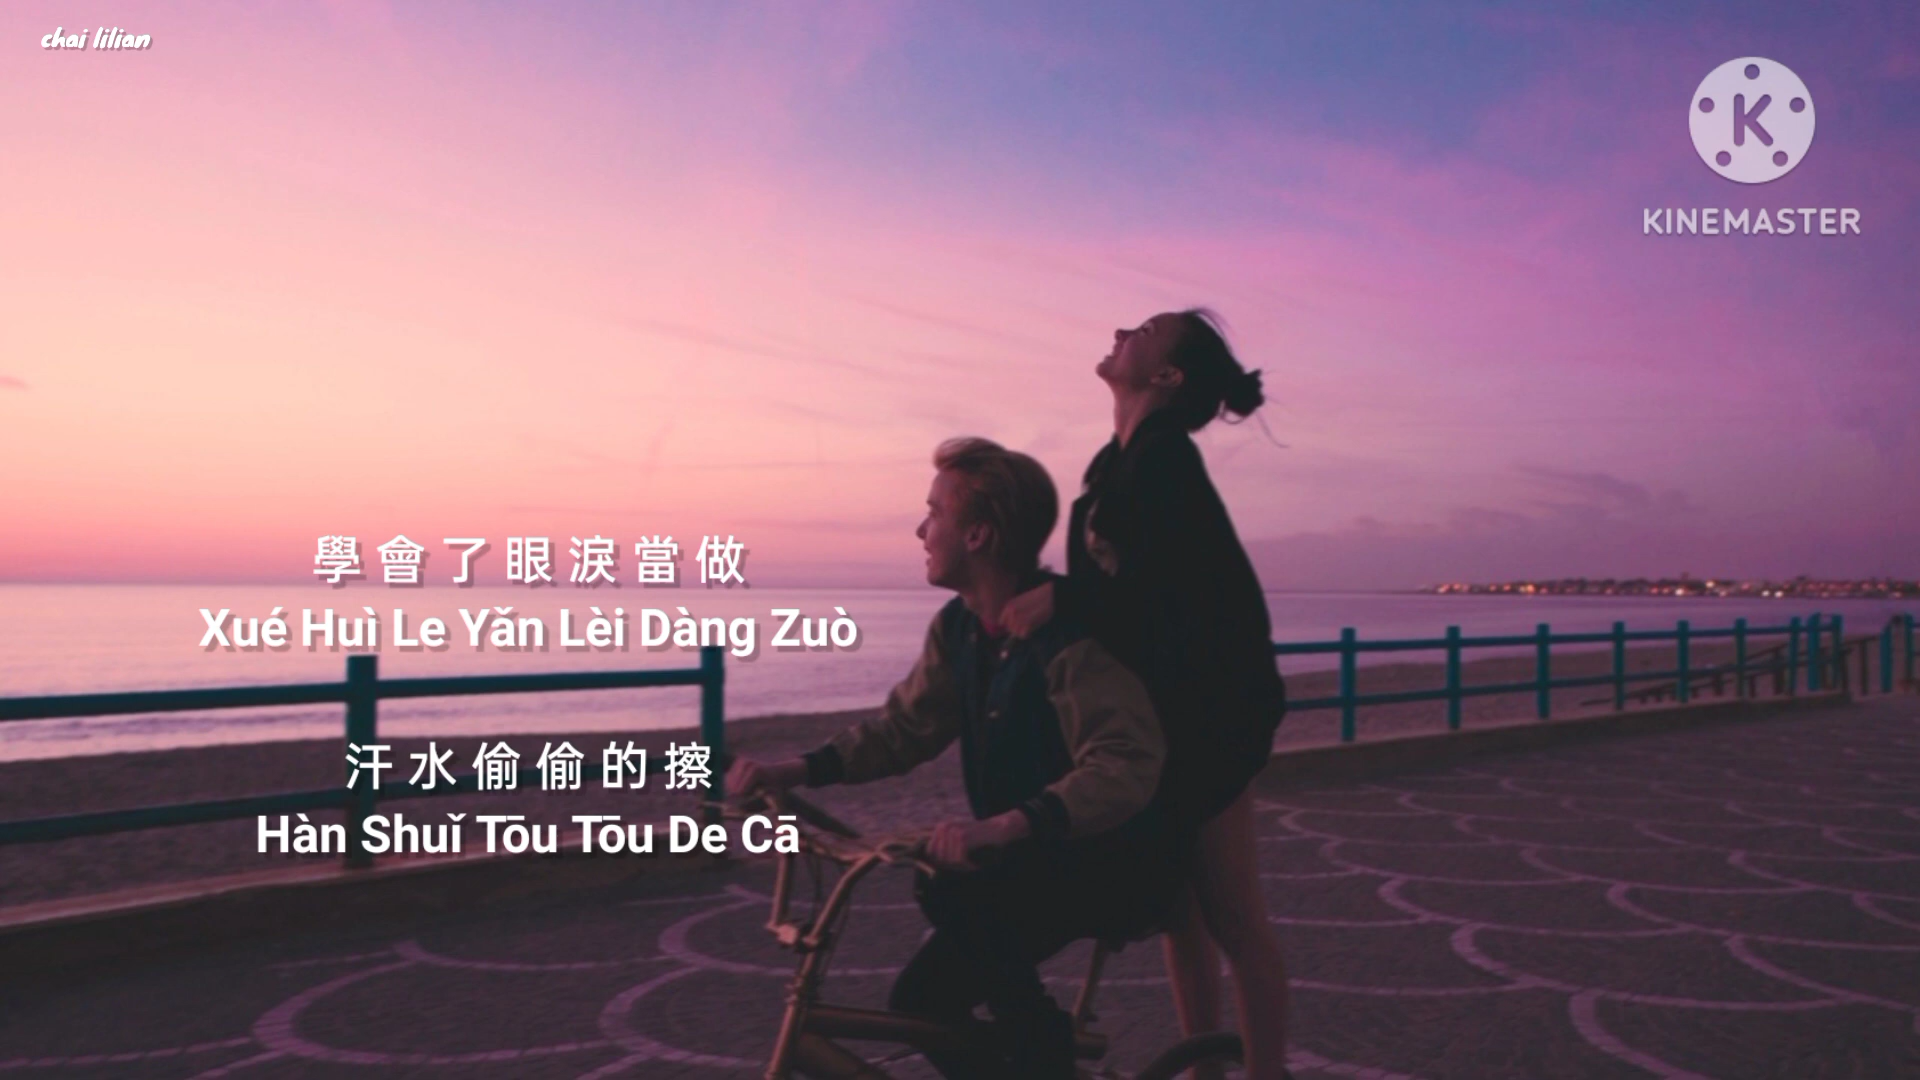 chai lilian
KINEMASTER
學會了眼淚當做
Xué Huì Le Yǎn Lèi Dàng Zuò
汗水偷偷的擦
Hàn Shuǐ Tōu Tōu De Cā